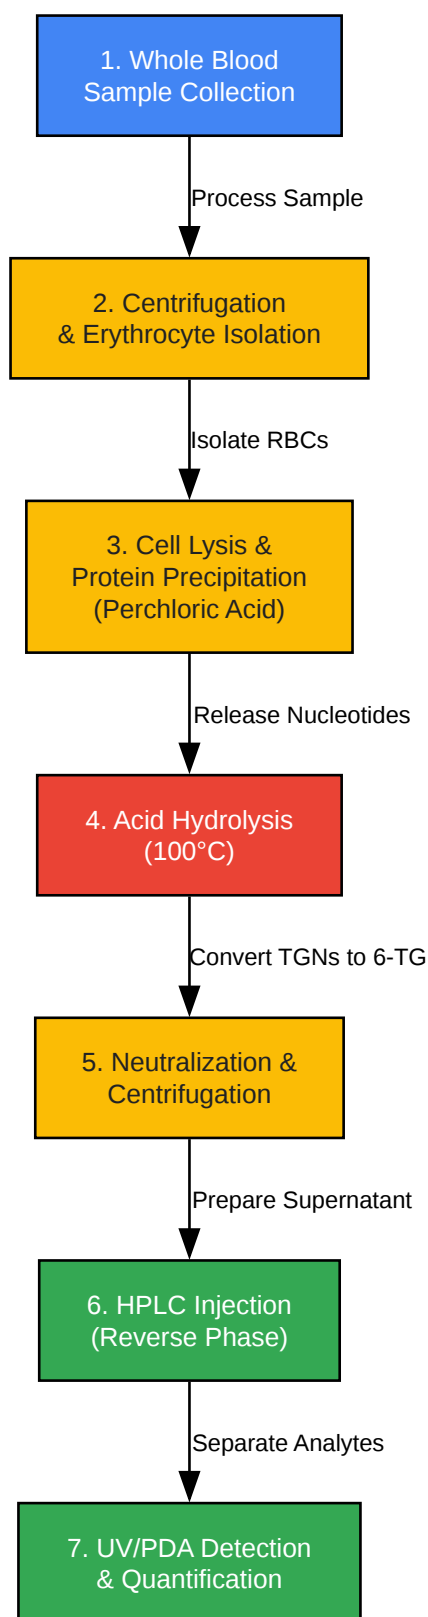 1. Whole Blood
Sample Collection
Process Sample
2. Centrifugation
& Erythrocyte Isolation
Isolate RBCs
3. Cell Lysis &
Protein Precipitation
(Perchloric Acid)
Release Nucleotides
4. Acid Hydrolysis
(100°C)
Convert TGNs to 6-TG
5. Neutralization &
Centrifugation
Prepare Supernatant
6. HPLC Injection
(Reverse Phase)
Separate Analytes
7. UV/PDA Detection
& Quantification